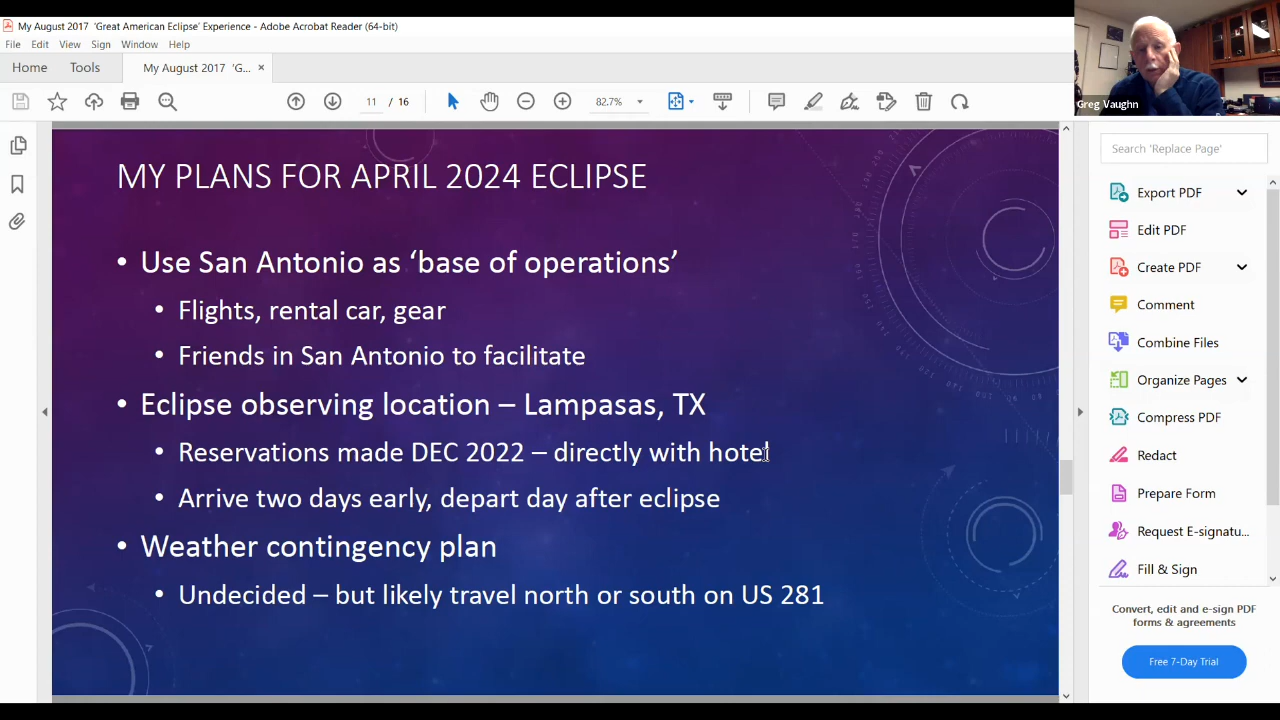 My August 2017 'Great American Eclipse' Experience - Adobe Acrobat Reader (64-bit)
File Edit View Sign Window Help
Home Tools My August 2017 'G... ×
11 / 16 82.7%
Greg Vaughn
MY PLANS FOR APRIL 2024 ECLIPSE
• Use San Antonio as ‘base of operations’
• Flights, rental car, gear
• Friends in San Antonio to facilitate
• Eclipse observing location – Lampasas, TX
• Reservations made DEC 2022 – directly with hotel
• Arrive two days early, depart day after eclipse
• Weather contingency plan
• Undecided – but likely travel north or south on US 281
Search 'Replace Page'
Export PDF
Edit PDF
Create PDF
Comment
Combine Files
Organize Pages
Compress PDF
Redact
Prepare Form
Request E-signatu...
Fill & Sign
Convert, edit and e-sign PDF
forms & agreements
Free 7-Day Trial